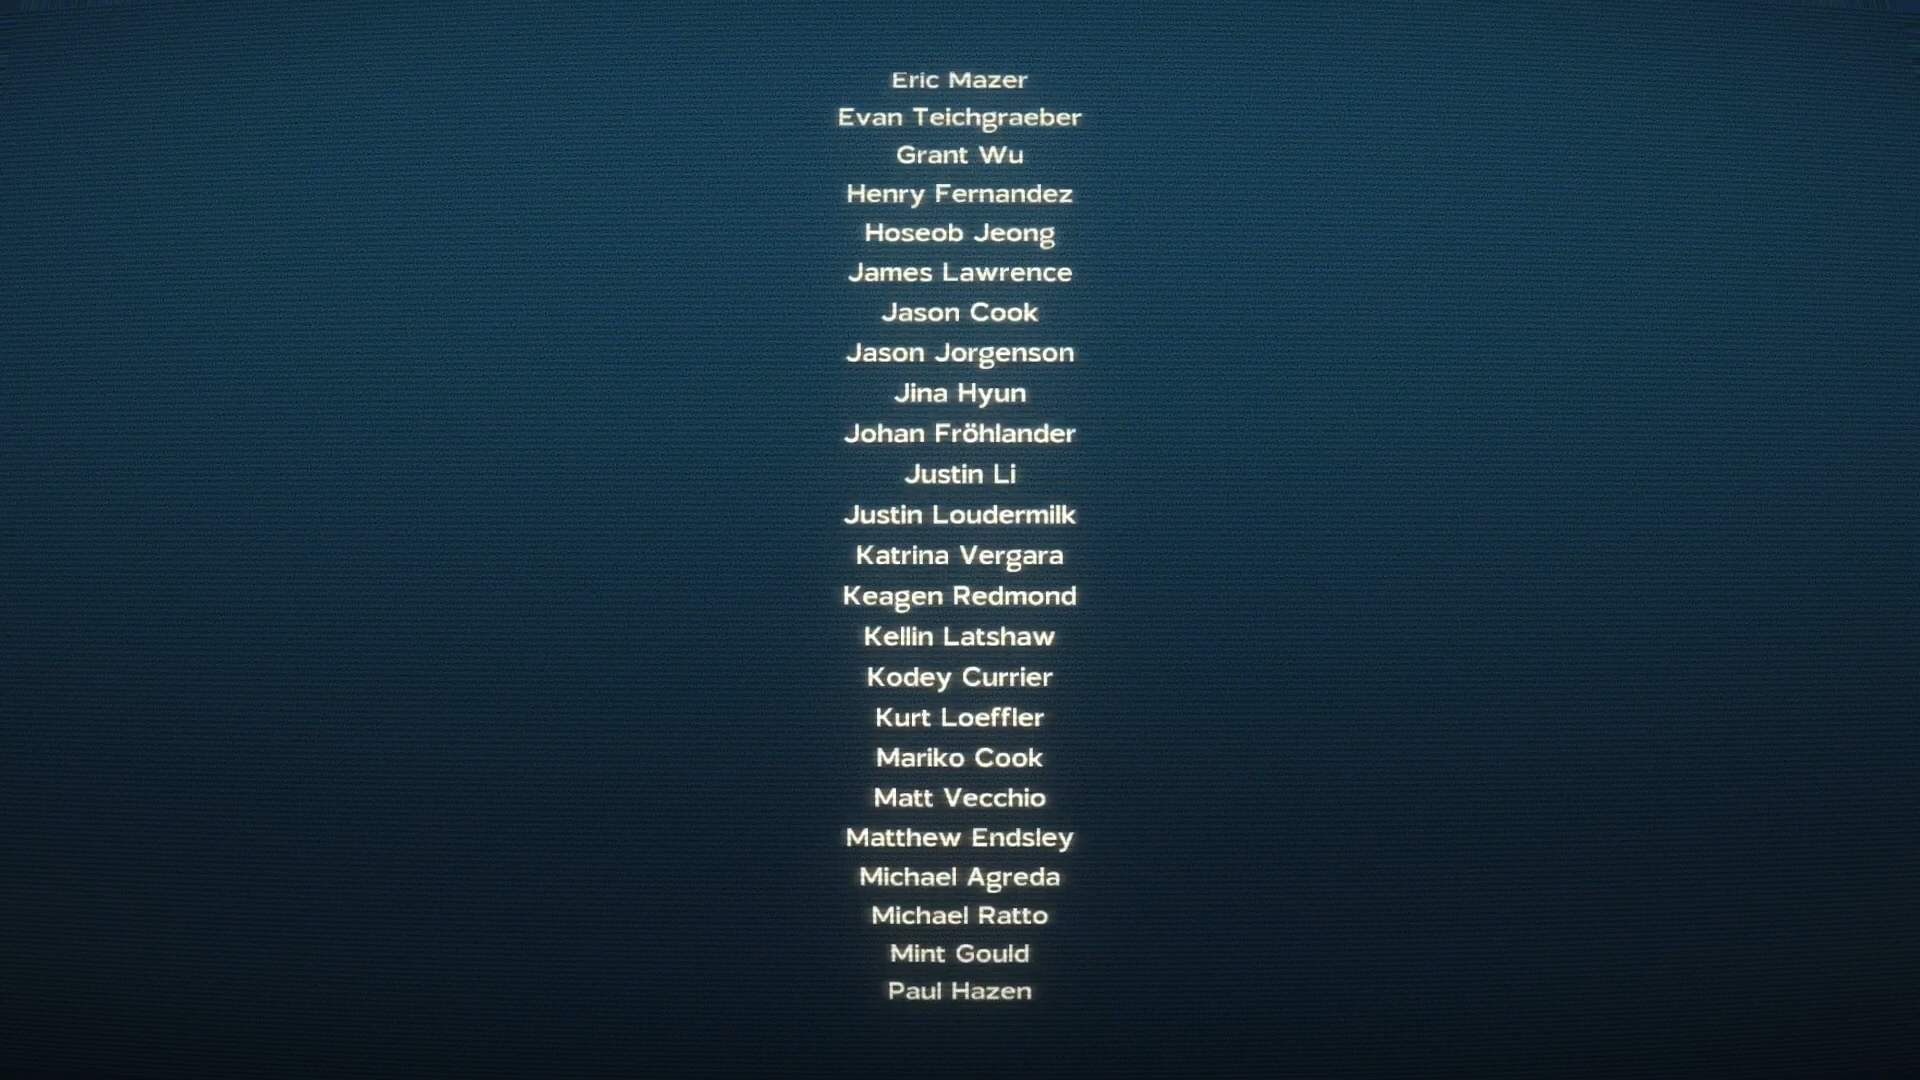 Eric Mazer
Evan Teichgraeber
Grant Wu
Henry Fernandez
Hoseob Jeong
James Lawrence
Jason Cook
Jason Jorgenson
Jina Hyun
Johan Fröhlander
Justin Li
Justin Loudermilk
Katrina Vergara
Keagen Redmond
Kellin Latshaw
Kodey Currier
Kurt Loeffler
Mariko Cook
Matt Vecchio
Matthew Endsley
Michael Agreda
Michael Ratto
Mint Gould
Paul Hazen